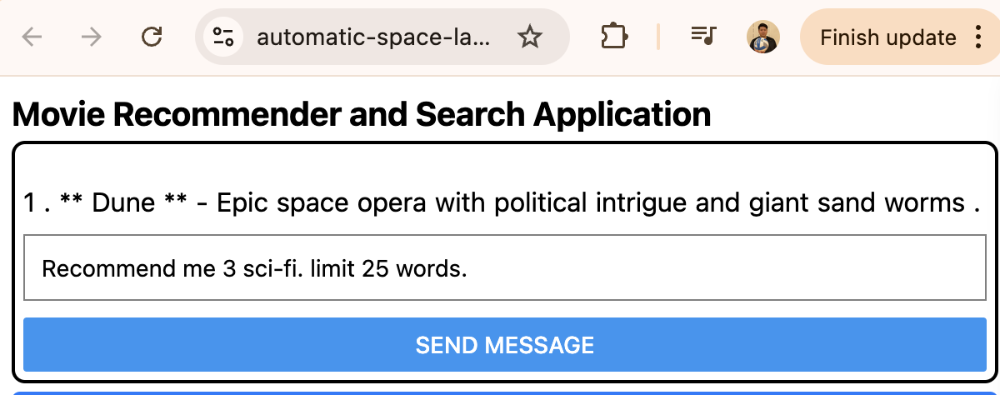 automatic-space-la...
Finish update
Movie Recommender and Search Application
1 . ** Dune ** - Epic space opera with political intrigue and giant sand worms .
Recommend me 3 sci-fi. limit 25 words.
SEND MESSAGE